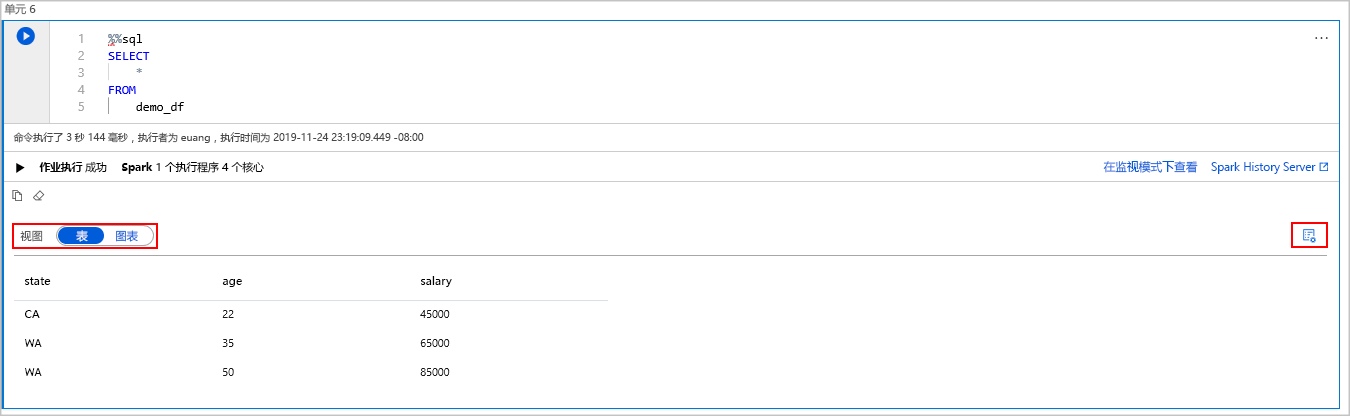 单元 6
1 %%sql
2 SELECT
3 *
4 FROM
5 demo_df
...
命令执行了 3 秒 144 毫秒，执行者为 euang，执行时间为 2019-11-24 23:19:09.449 -08:00
作业执行 成功 Spark 1 个执行程序 4 个核心 在监视模式下查看 Spark History Server
视图 表 图表
state age salary
CA 22 45000
WA 35 65000
WA 50 85000